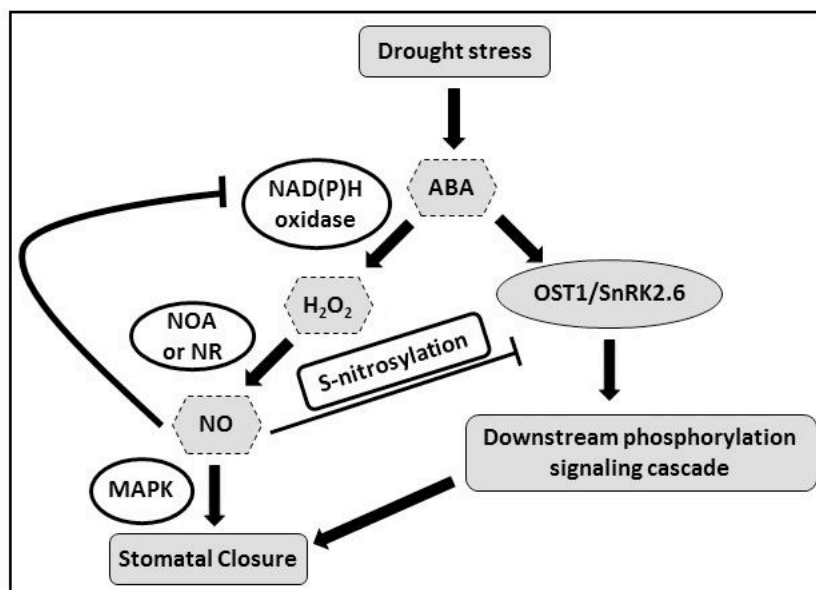 Drought stress
NAD(P)H
oxidase
ABA
H₂O₂
OST1/SnRK2.6
NOA
or NR
S-nitrosylation
NO
Downstream phosphorylation
signaling cascade
MAPK
Stomatal Closure